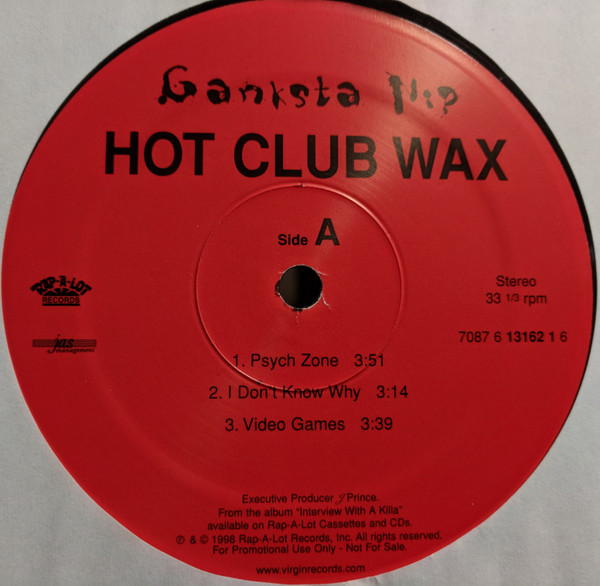 Ganksta Nip
HOT CLUB WAX
Side A
RAP-A-LOT
RECORDS
jas
management
Stereo
33 1/3 rpm
7087 6 13162 1 6
1. Psych Zone 3:51
2. I Don't Know Why 3:14
3. Video Games 3:39
Executive Producer J Prince.
From the album "Interview With A Killa"
available on Rap-A-Lot Cassettes and CDs.
℗ & © 1998 Rap-A-Lot Records, Inc. All rights reserved.
For Promotional Use Only - Not For Sale.
www.virginrecords.com